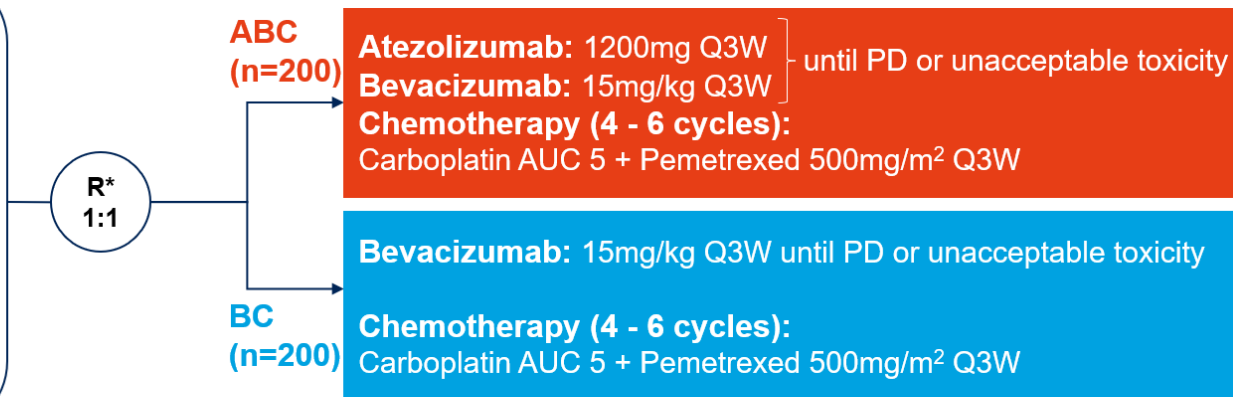 R*
1:1
ABC
(n=200)
Atezolizumab: 1200mg Q3W
Bevacizumab: 15mg/kg Q3W
until PD or unacceptable toxicity
Chemotherapy (4 - 6 cycles):
Carboplatin AUC 5 + Pemetrexed 500mg/m² Q3W
BC
(n=200)
Bevacizumab: 15mg/kg Q3W until PD or unacceptable toxicity
Chemotherapy (4 - 6 cycles):
Carboplatin AUC 5 + Pemetrexed 500mg/m² Q3W